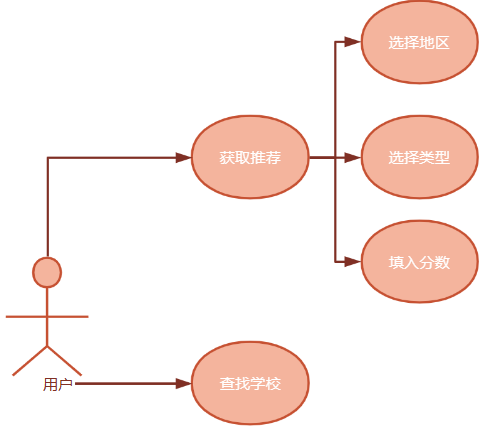 选择地区
获取推荐
选择类型
填入分数
用户
查找学校